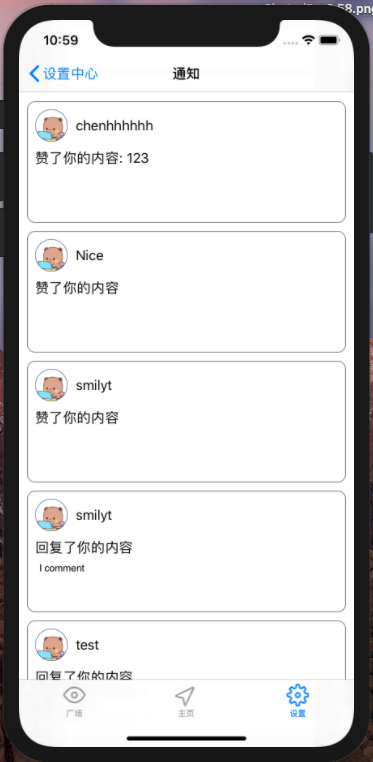 10:59
设置中心
通知
chenhhhhhh
赞了你的内容: 123
Nice
赞了你的内容
smilyt
赞了你的内容
smilyt
回复了你的内容
I comment
test
回复了你的内容
广场
主页
设置